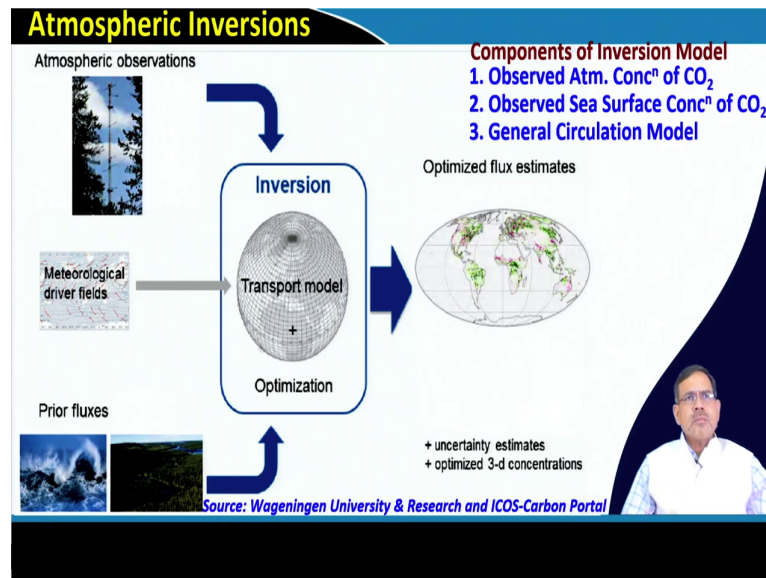 Atmospheric Inversions
Atmospheric observations
Components of Inversion Model
1. Observed Atm. Concⁿ of CO₂
2. Observed Sea Surface Concⁿ of CO₂
3. General Circulation Model
Inversion
Optimized flux estimates
Meteorological
driver fields
Transport model
+
Optimization
Prior fluxes
+ uncertainty estimates
+ optimized 3-d concentrations
Source: Wageningen University & Research and ICOS-Carbon Portal